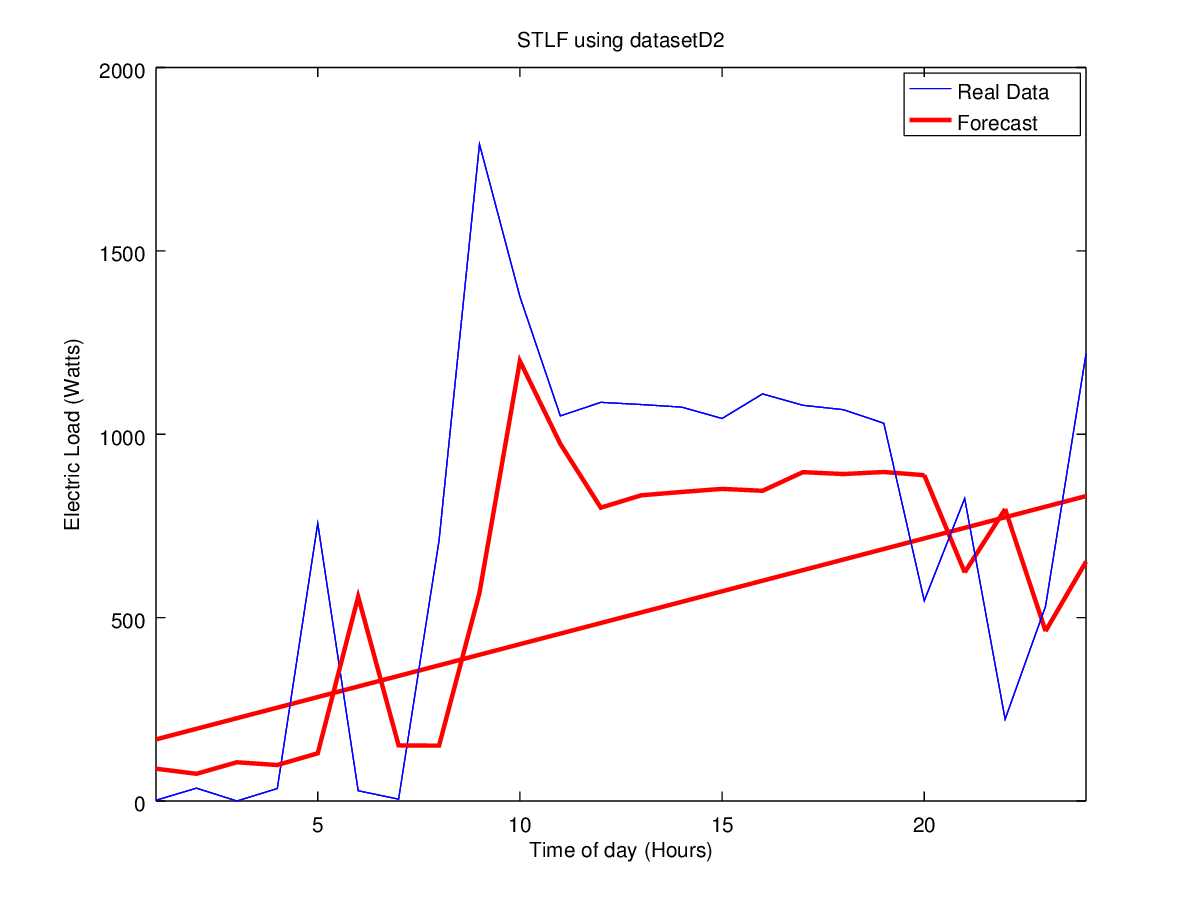 STLF using datasetD2
2000
1500
1000
500
0
Real Data
Forecast
Electric Load (Watts)
5
10
15
20
Time of day (Hours)